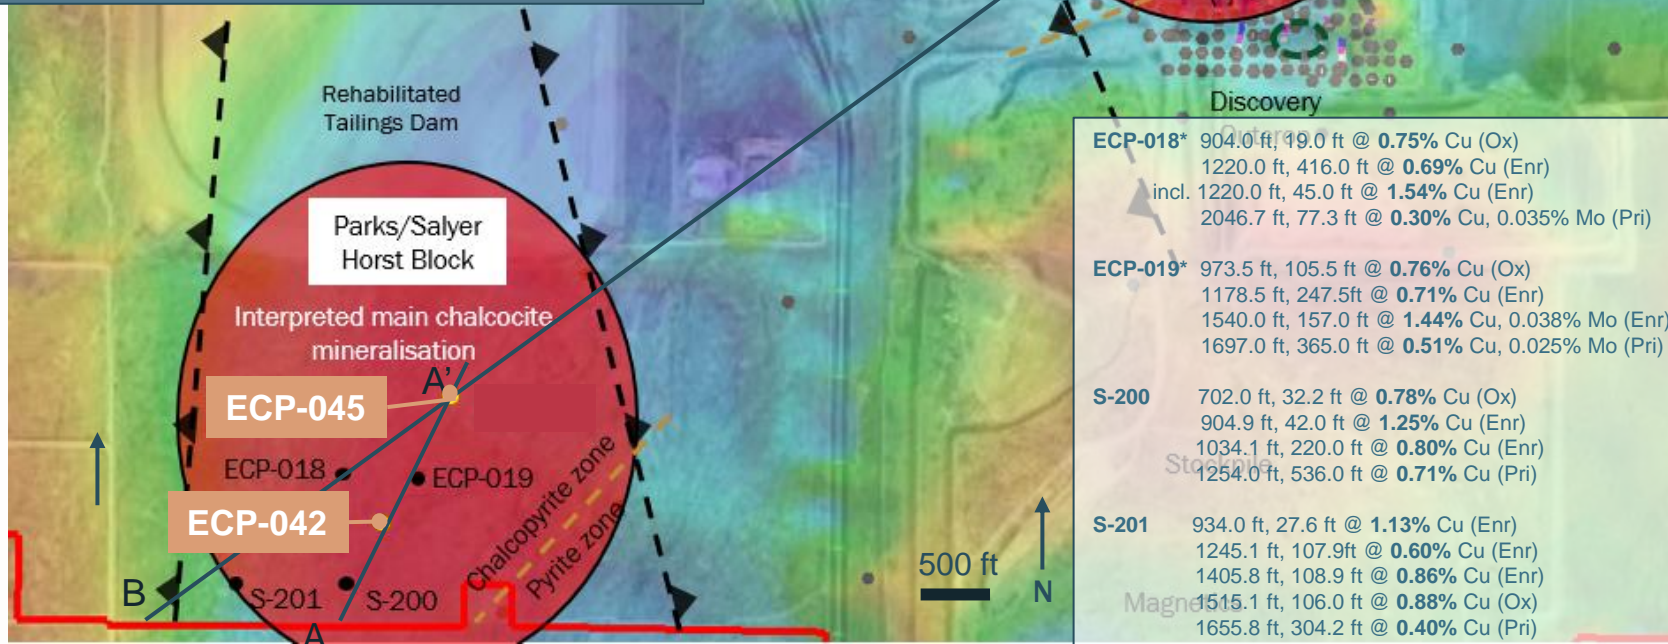 Rehabilitated
Tailings Dam
Parks/Salyer
Horst Block
Interpreted main chalcocite
mineralisation
A'
ECP-045
ECP-018
ECP-019
ECP-042
Chalcopyrite zone
Pyrite zone
B
S-201
S-200
A
500 ft
N
Discovery
Outcrop
ECP-018* 904.0 ft, 19.0 ft @ 0.75% Cu (Ox)
1220.0 ft, 416.0 ft @ 0.69% Cu (Enr)
incl. 1220.0 ft, 45.0 ft @ 1.54% Cu (Enr)
2046.7 ft, 77.3 ft @ 0.30% Cu, 0.035% Mo (Pri)
ECP-019* 973.5 ft, 105.5 ft @ 0.76% Cu (Ox)
1178.5 ft, 247.5ft @ 0.71% Cu (Enr)
1540.0 ft, 157.0 ft @ 1.44% Cu, 0.038% Mo (Enr)
1697.0 ft, 365.0 ft @ 0.51% Cu, 0.025% Mo (Pri)
S-200 702.0 ft, 32.2 ft @ 0.78% Cu (Ox)
904.9 ft, 42.0 ft @ 1.25% Cu (Enr)
1034.1 ft, 220.0 ft @ 0.80% Cu (Enr)
Stockpile
1254.0 ft, 536.0 ft @ 0.71% Cu (Pri)
S-201 934.0 ft, 27.6 ft @ 1.13% Cu (Enr)
1245.1 ft, 107.9ft @ 0.60% Cu (Enr)
1405.8 ft, 108.9 ft @ 0.86% Cu (Enr)
Magnetics
1515.1 ft, 106.0 ft @ 0.88% Cu (Ox)
1655.8 ft, 304.2 ft @ 0.40% Cu (Pri)